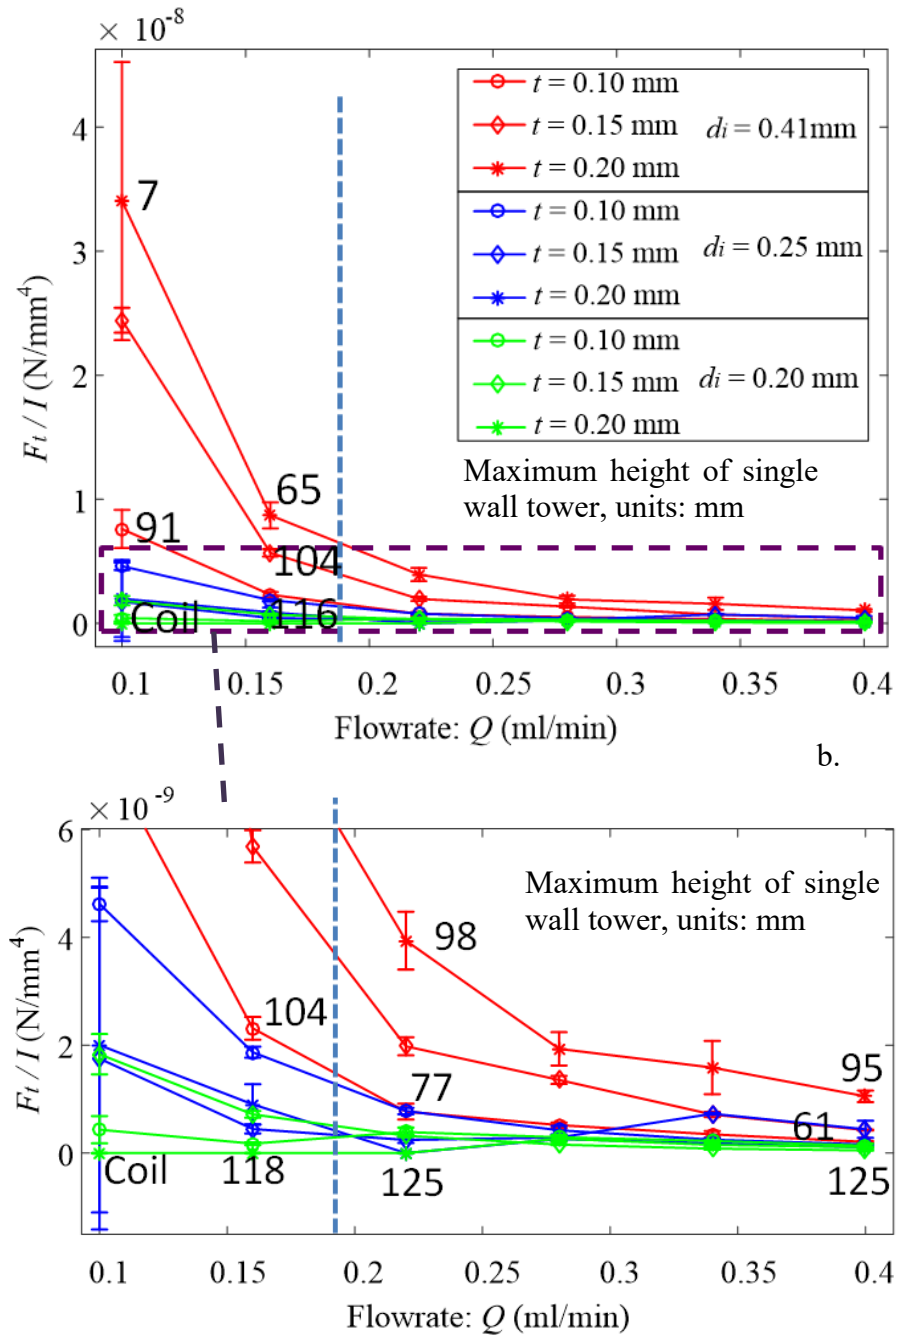 × 10 -8
4
3
2
1
0
Ft / I (N/mm4)
t = 0.10 mm
t = 0.15 mm
t = 0.20 mm
di = 0.41mm
t = 0.10 mm
t = 0.15 mm
t = 0.20 mm
di = 0.25 mm
t = 0.10 mm
t = 0.15 mm
t = 0.20 mm
di = 0.20 mm
Maximum height of single
wall tower, units: mm
7
65
91
104
Coil
116
0.1 0.15 0.2 0.25 0.3 0.35 0.4
Flowrate: Q (ml/min)
b.
× 10 -9
6
4
2
0
Ft / I (N/mm4)
Maximum height of single
wall tower, units: mm
98
104
77
95
61
Coil
118
125
125
0.1 0.15 0.2 0.25 0.3 0.35 0.4
Flowrate: Q (ml/min)